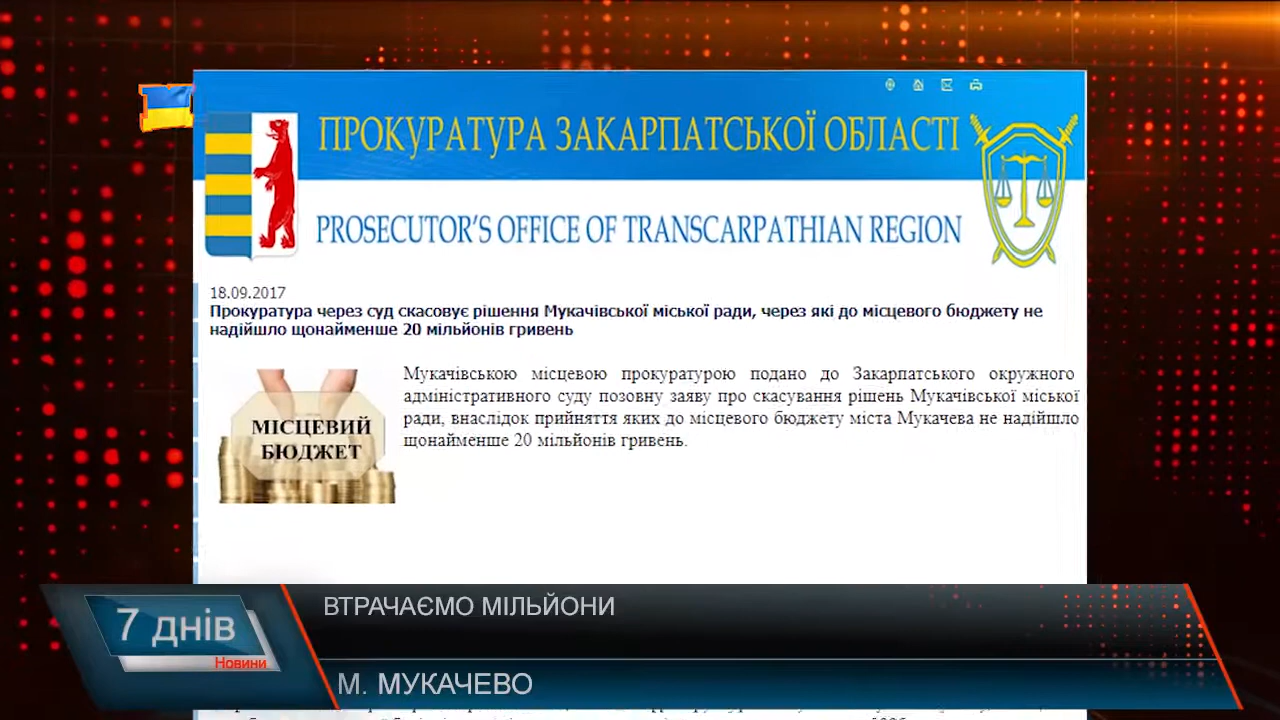 ПРОКУРАТУРА ЗАКАРПАТСЬКОЇ ОБЛАСТІ
PROSECUTOR'S OFFICE OF TRANSCARPATHIAN REGION
18.09.2017
Прокуратура через суд скасовує рішення Мукачівської міської ради, через які до місцевого бюджету не
надійшло щонайменше 20 мільйонів гривень
Мукачівською місцевою прокуратурою подано до Закарпатського окружного
адміністративного суду позовну заяву про скасування рішень Мукачівської міської
ради, внаслідок прийняття яких до місцевого бюджету міста Мукачева не надійшло
щонайменше 20 мільйонів гривень.
МІСЦЕВИЙ
БЮДЖЕТ
ВТРАЧАЄМО МІЛЬЙОНИ
7 днів
Новини
М. МУКАЧЕВО